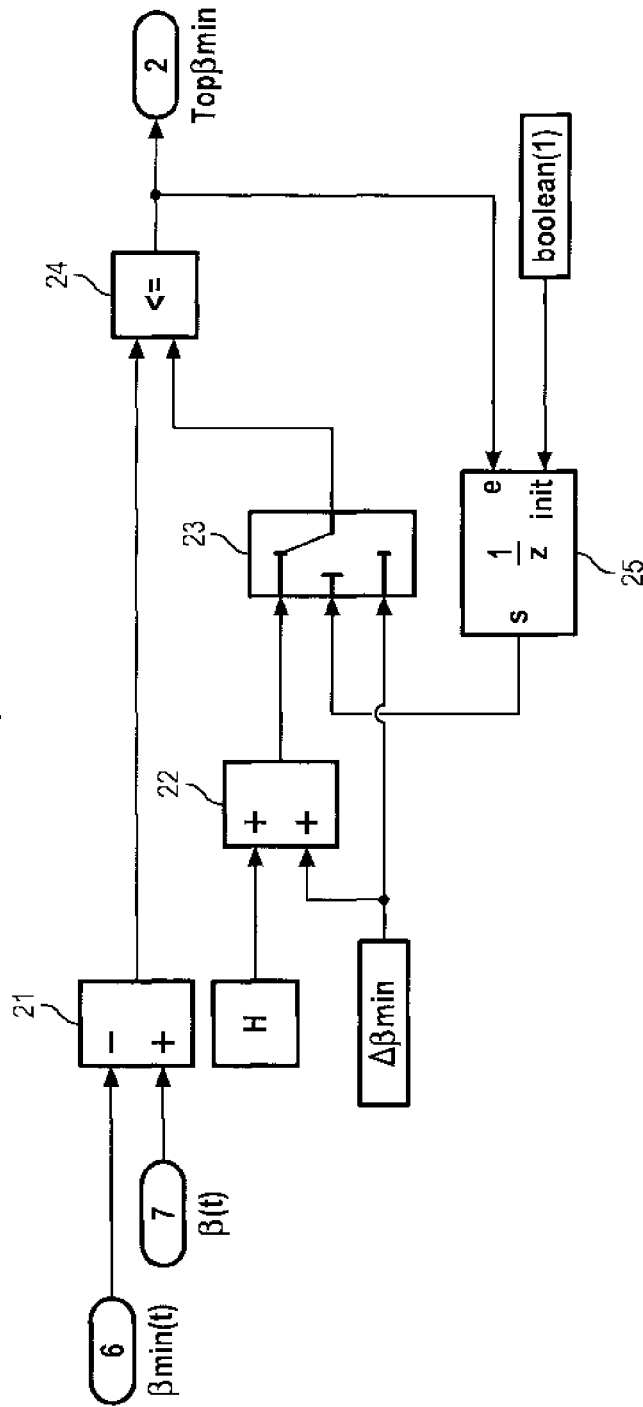 6
βmin(t)
7
β(t)
21
−
+
H
Δβmin
22
+
+
23
24
<=
2
Topβmin
s
1
z
e
init
25
boolean(1)